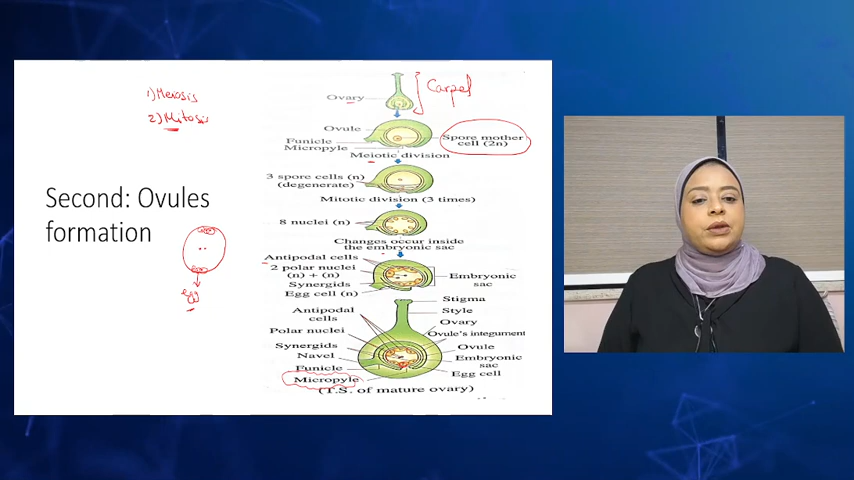 1) Meiosis
2) Mitosis
Second: Ovules
formation
egg
Ovary
Carpel
Ovule
Funicle
Micropyle
Spore mother
cell (2n)
Meiotic division
3 spore cells (n)
(degenerate)
Mitotic division (3 times)
8 nuclei (n)
Changes occur inside
the embryonic sac
Antipodal cells
2 polar nuclei
(n) + (n)
Synergids
Egg cell (n)
Embryonic
sac
Antipodal
cells
Polar nuclei
Synergids
Navel
Funicle
Micropyle
Stigma
Style
Ovary
Ovule's integument
Ovule
Embryonic
sac
Egg cell
(T.S. of mature ovary)